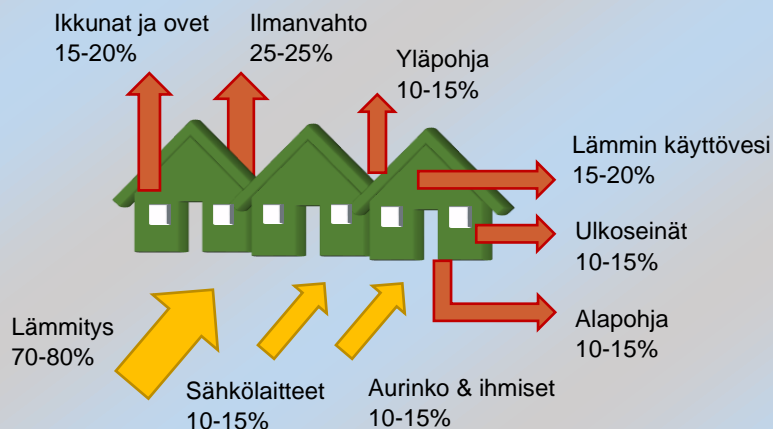 Ikkunat ja ovet
15-20%
Ilmanvahto
25-25%
Yläpohja
10-15%
Lämmin käyttövesi
15-20%
Ulkoseinät
10-15%
Alapohja
10-15%
Lämmitys
70-80%
Sähkölaitteet
10-15%
Aurinko & ihmiset
10-15%